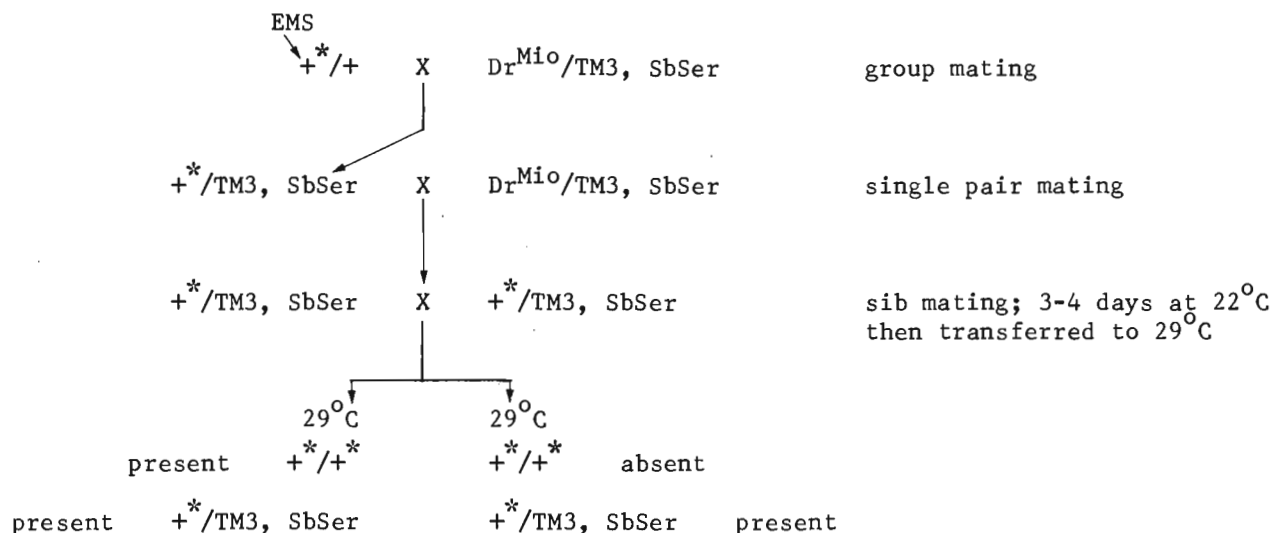 EMS
+*/+ X Dr^Mio/TM3, SbSer group mating
+*/TM3, SbSer X Dr^Mio/TM3, SbSer single pair mating
+*/TM3, SbSer X +*/TM3, SbSer sib mating; 3-4 days at 22°C
then transferred to 29°C
29°C 29°C
present +*/+* +*/+* absent
present +*/TM3, SbSer +*/TM3, SbSer present